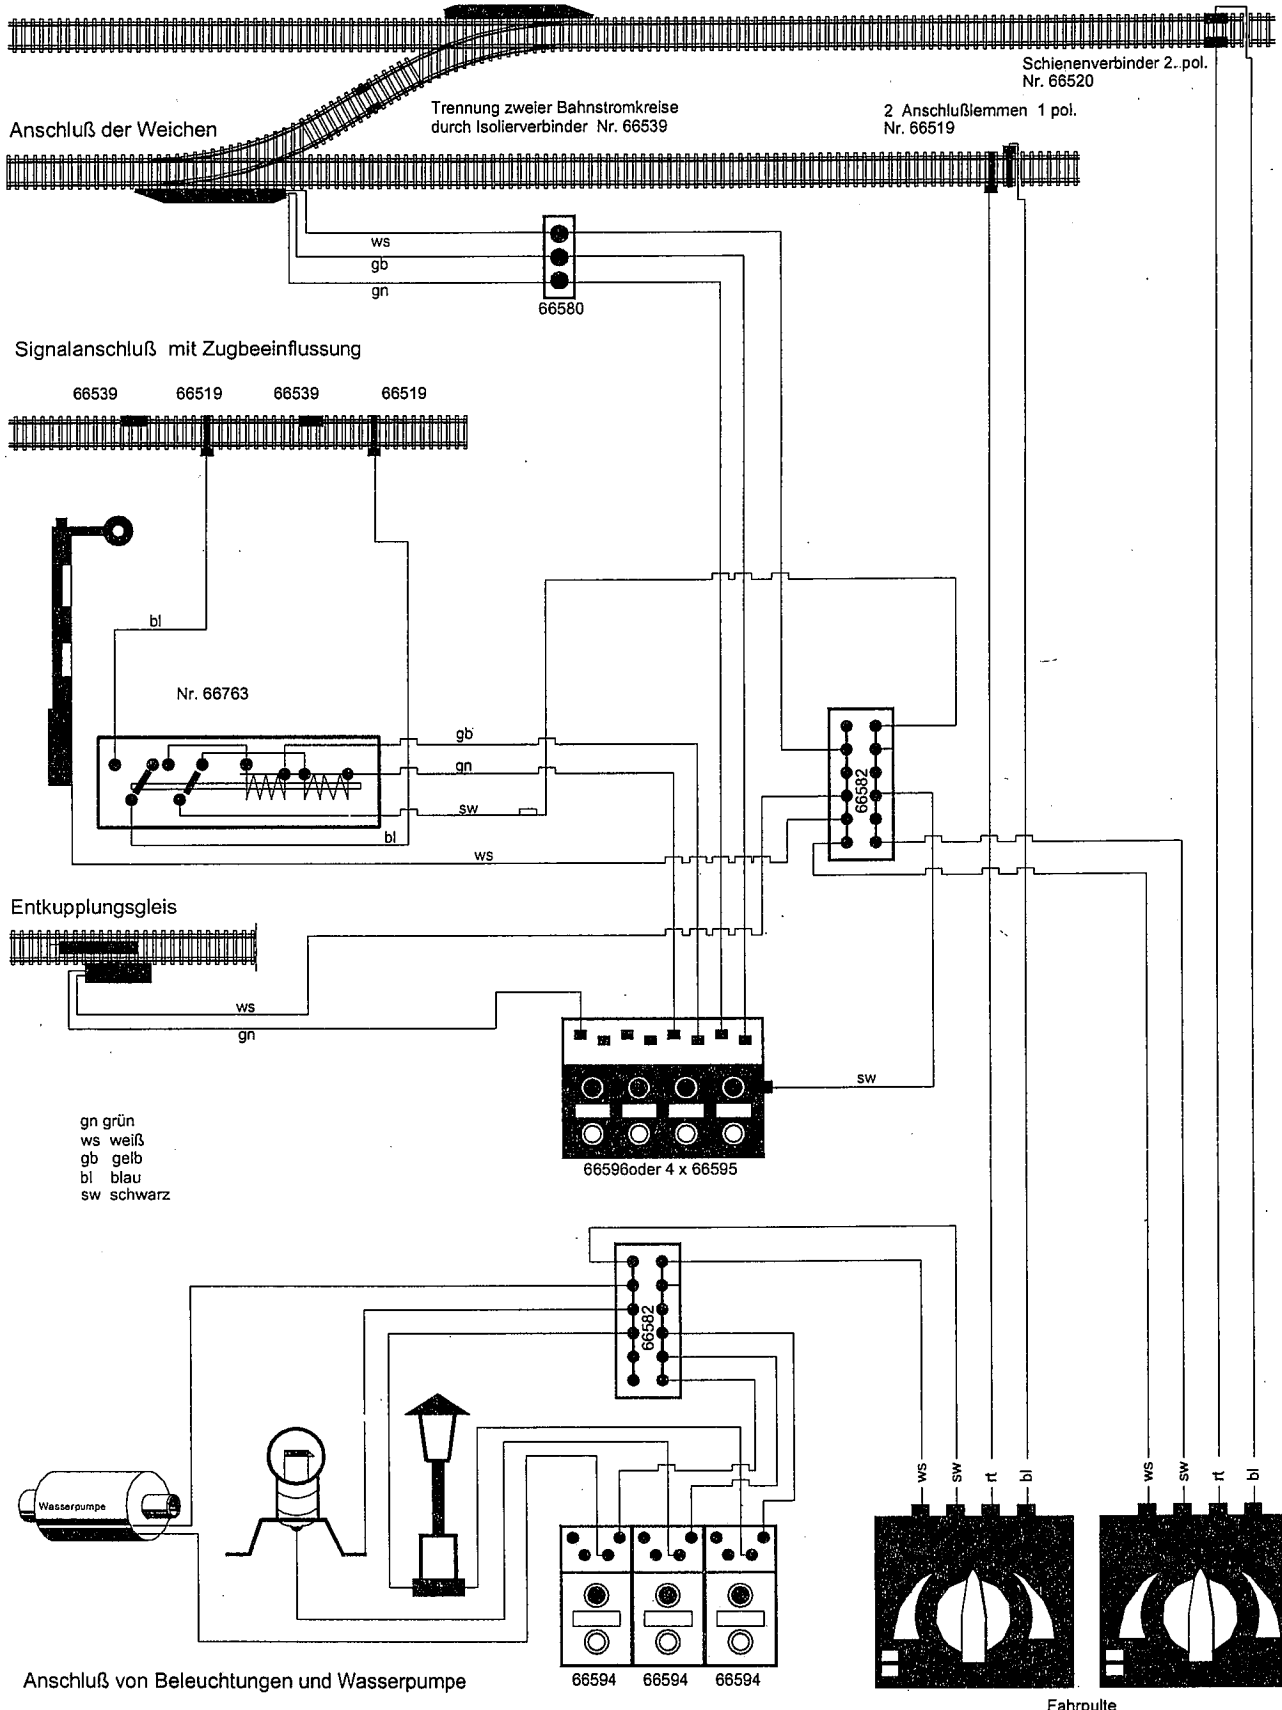 Schienenverbinder 2..pol.
Nr. 66520
Trennung zweier Bahnstromkreise
durch Isolierverbinder Nr. 66539
2 Anschlußlemmen 1 pol.
Nr. 66519
Anschluß der Weichen
ws
gb
gn
66580
Signalanschluß mit Zugbeeinflussung
66539
66519
66539
66519
bl
Nr. 66763
gb
gn
sw
bl
ws
66582
Entkupplungsgleis
ws
gn
sw
66596oder 4 x 66595
gn grün
ws weiß
gb gelb
bl blau
sw schwarz
66582
Wasserpumpe
ws
sw
rt
bl
ws
sw
rt
bl
66594
66594
66594
Anschluß von Beleuchtungen und Wasserpumpe
Fahrpulte